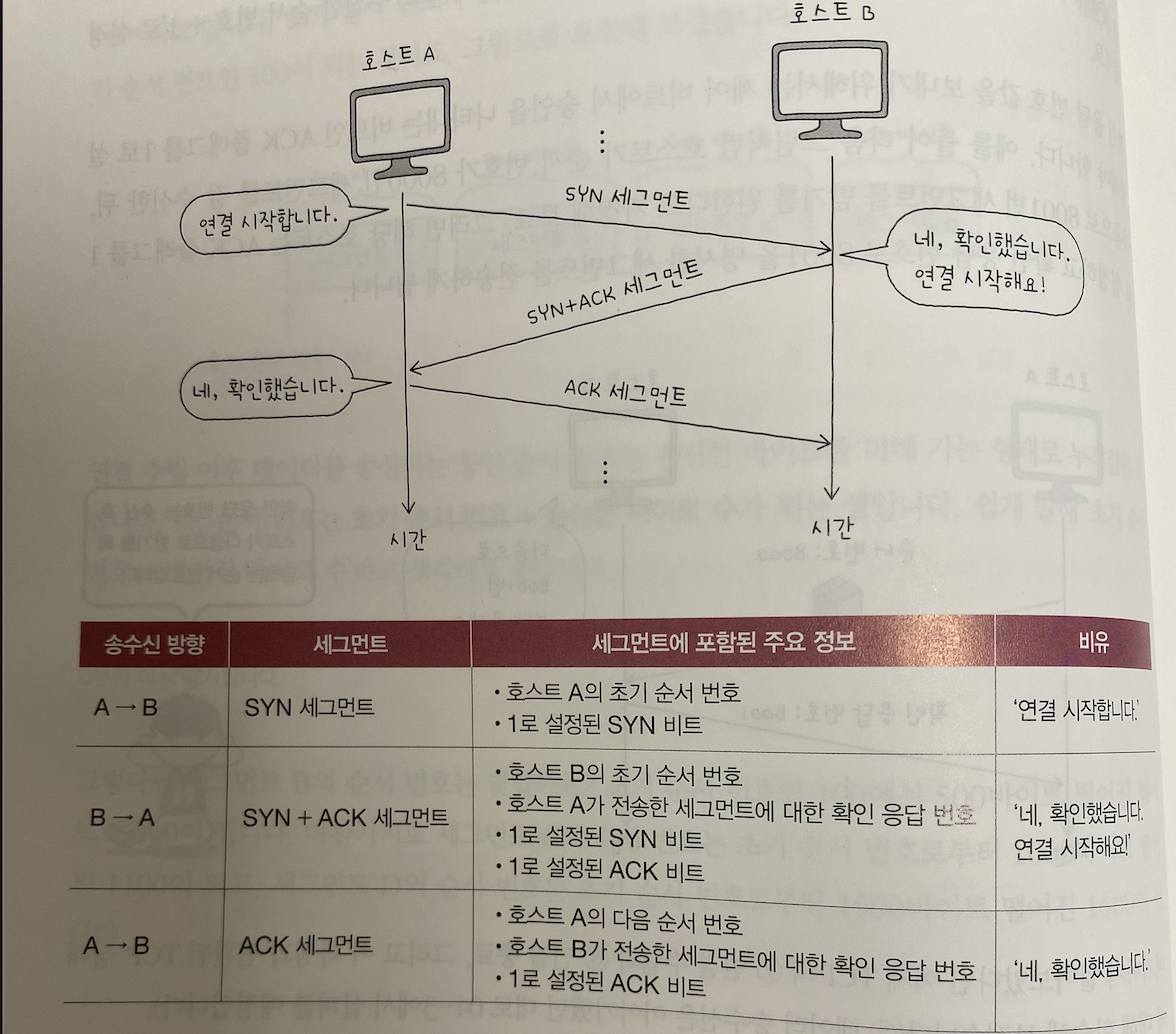 호스트 A
호스트 B
SYN 세그먼트
연결 시작합니다.
네, 확인했습니다.
연결 시작해요!
SYN+ACK 세그먼트
네, 확인했습니다.
ACK 세그먼트
시간
시간
송수신 방향 세그먼트 세그먼트에 포함된 주요 정보 비유
A → B SYN 세그먼트 • 호스트 A의 초기 순서 번호
• 1로 설정된 SYN 비트 '연결 시작합니다.'
B → A SYN + ACK 세그먼트 • 호스트 B의 초기 순서 번호
• 호스트 A가 전송한 세그먼트에 대한 확인 응답 번호
• 1로 설정된 SYN 비트
• 1로 설정된 ACK 비트
'네, 확인했습니다.
연결 시작해요!'
A → B ACK 세그먼트 • 호스트 A의 다음 순서 번호
• 호스트 B가 전송한 세그먼트에 대한 확인 응답 번호
• 1로 설정된 ACK 비트
'네, 확인했습니다.'